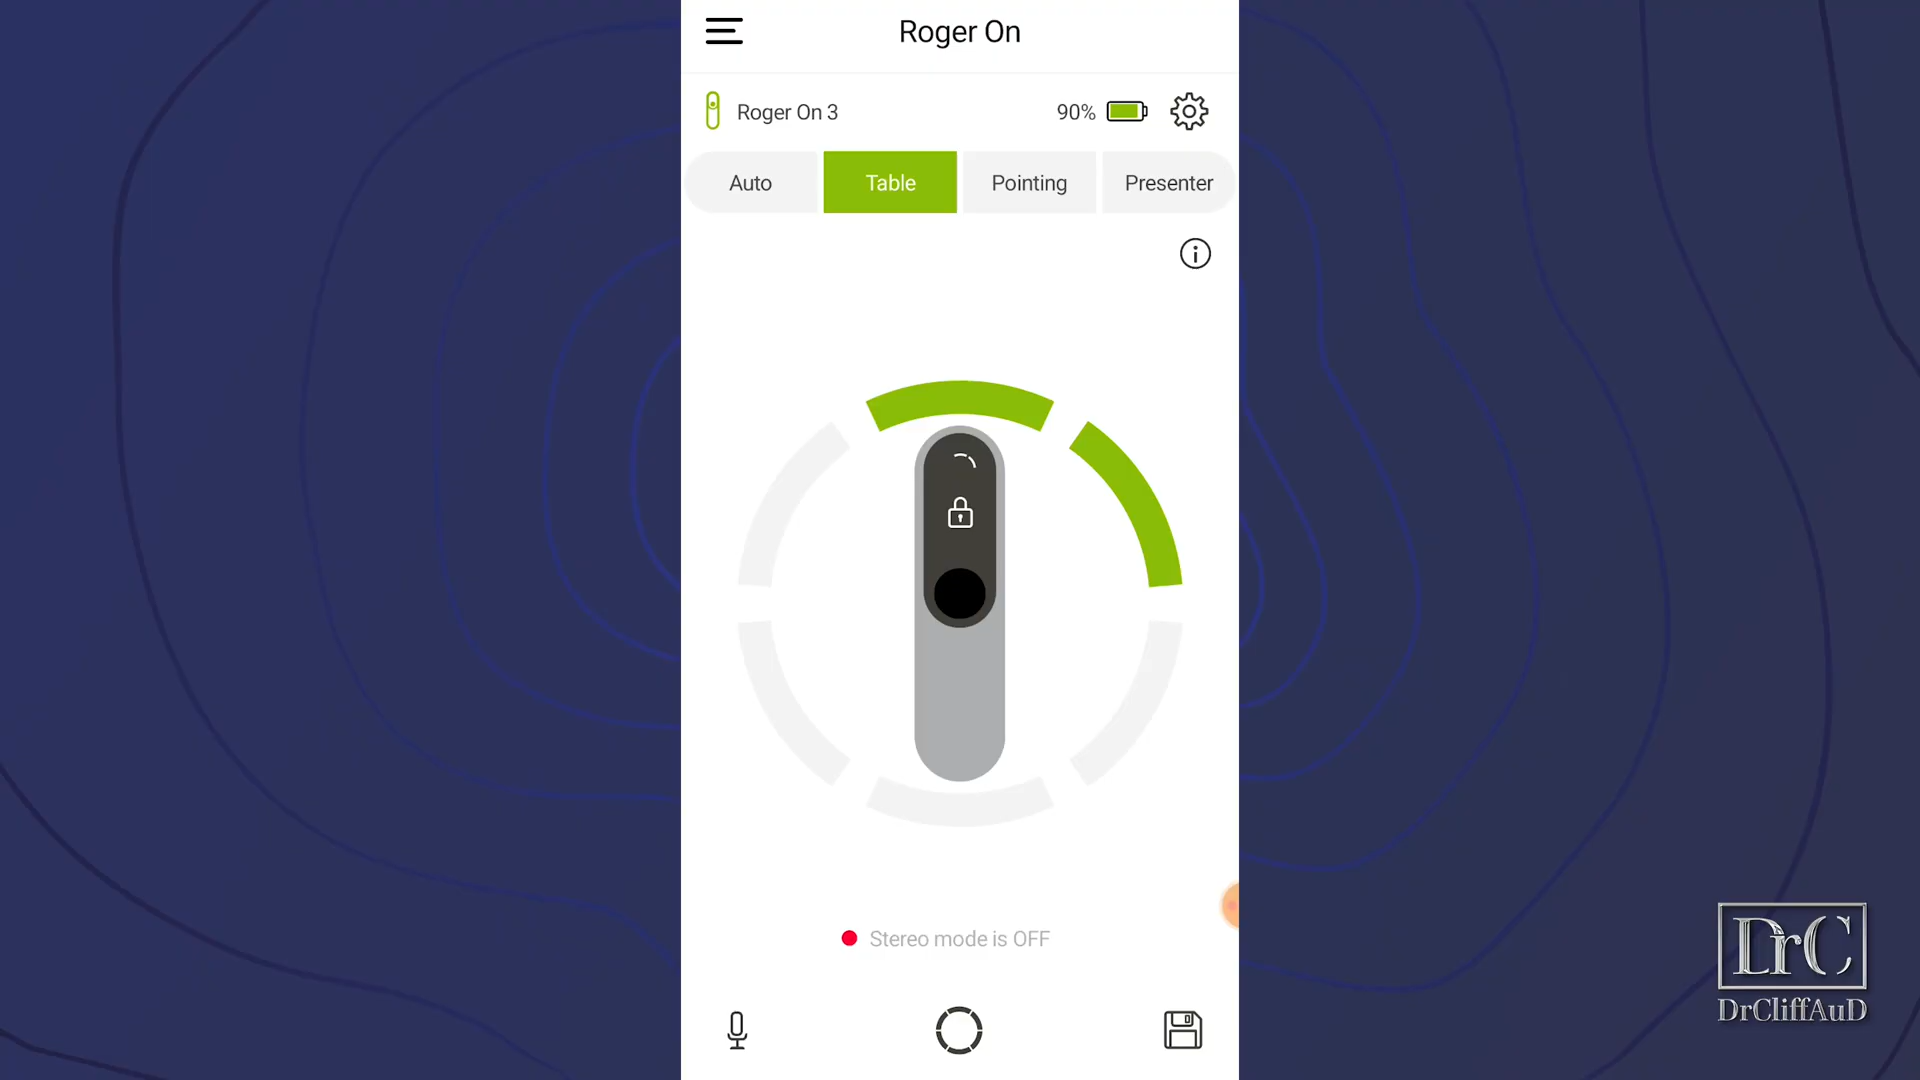 Roger On
Roger On 3
90%
Auto
Table
Pointing
Presenter
Stereo mode is OFF
DrC
DrCliffAuD